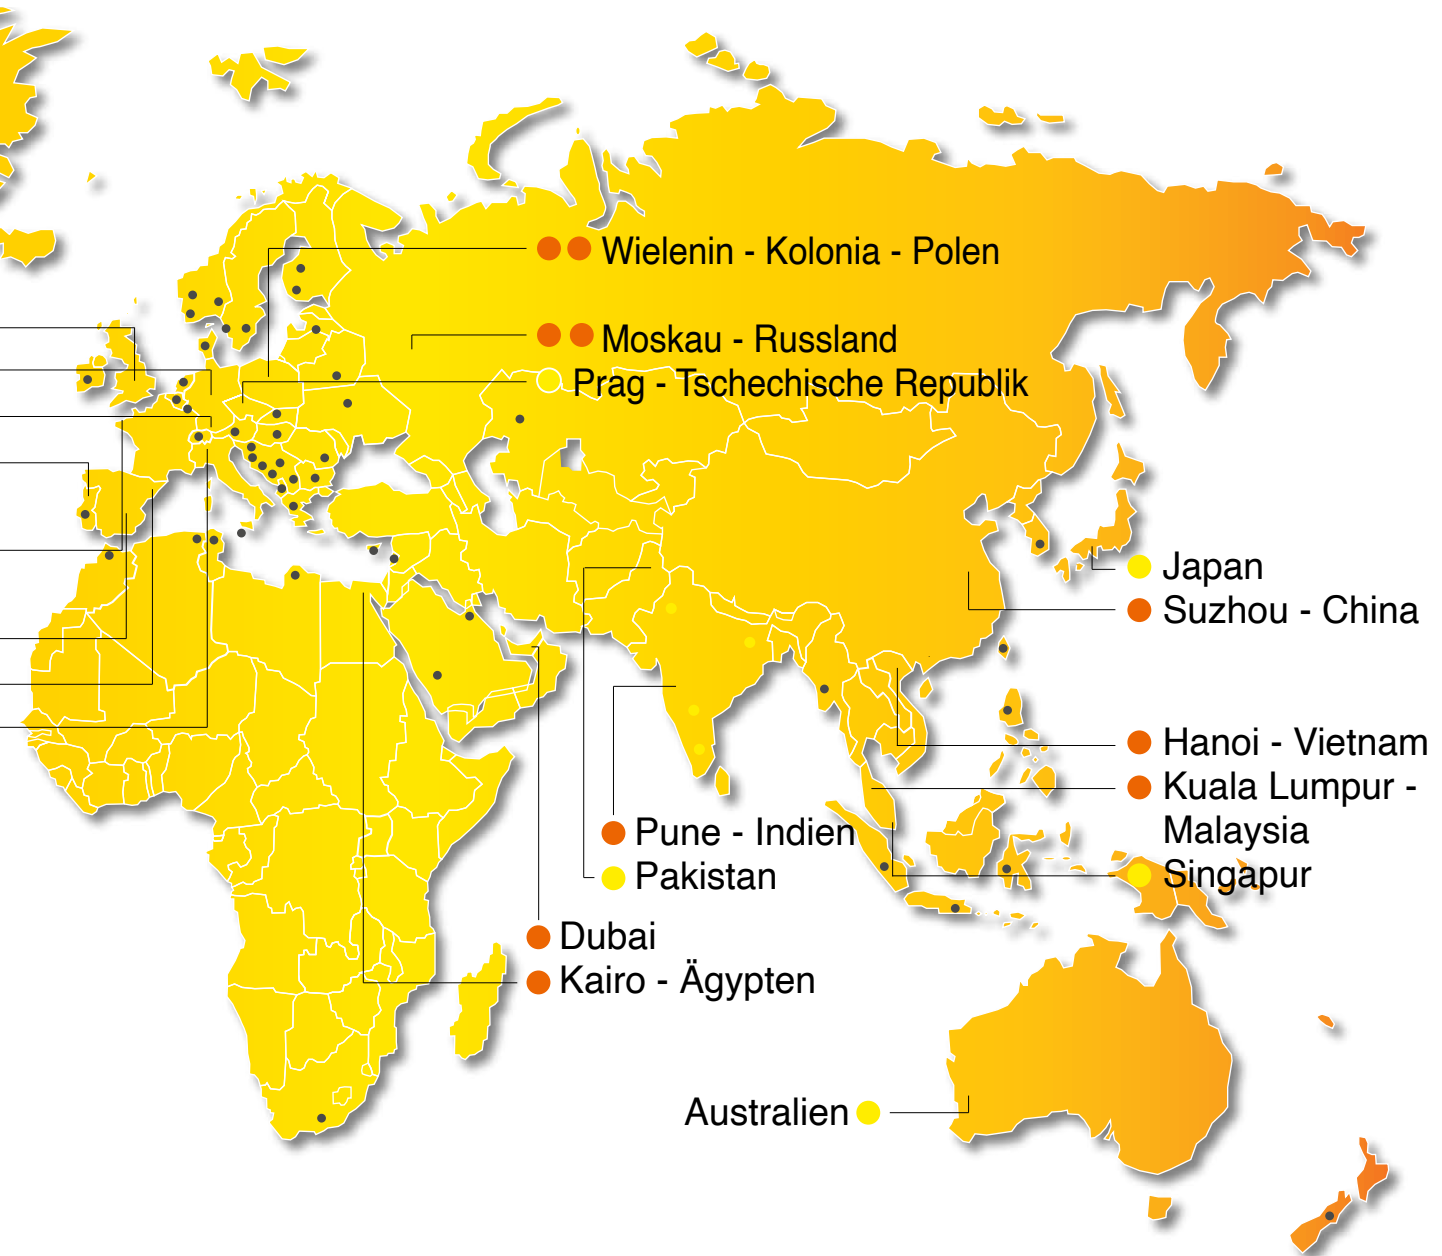 Wielenin - Kolonia - Polen
Moskau - Russland
Prag - Tschechische Republik
Japan
Suzhou - China
Hanoi - Vietnam
Kuala Lumpur -
Malaysia
Singapur
Pune - Indien
Pakistan
Dubai
Kairo - Ägypten
Australien